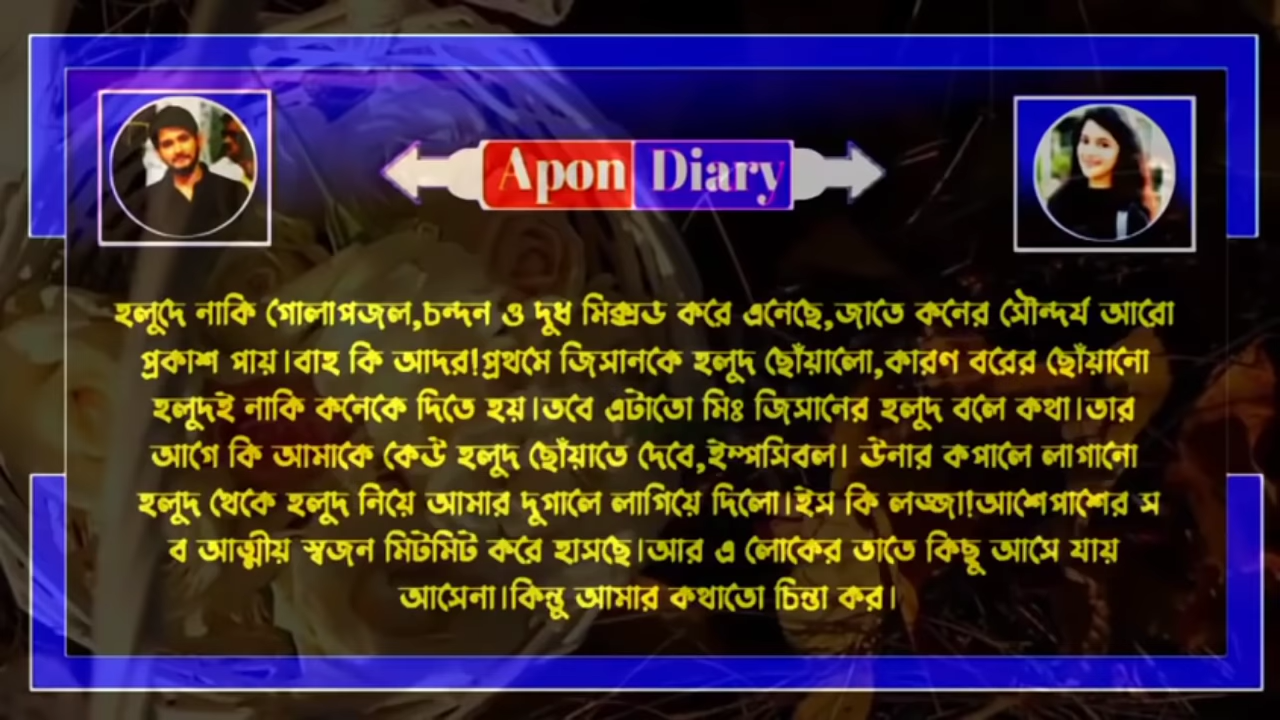 Apon Diary
হলুদে নাকি গোলাপজল,চন্দন ও দুধ মিক্সড করে এনেছে,জাতে কনের সৌন্দর্য আরো
প্রকাশ পায়।বাহ কি আদর!প্রথমে জিসানকে হলুদ ছোঁয়ালো,কারণ বরের ছোঁয়ানো
হলুদই নাকি কনেকে দিতে হয়।তবে এটাতো মিঃ জিসানের হলুদ বলে কথা।তার
আগে কি আমাকে কেউ হলুদ ছোঁয়াতে দেবে,ইম্পসিবল। ঊনার কপালে লাগানো
হলুদ থেকে হলুদ নিয়ে আমার দুগালে লাগিয়ে দিলো।ইস কি লজ্জা!আশেপাশের স
ব আত্মীয় স্বজন মিটমিট করে হাসছে।আর এ লোকের তাতে কিছু আসে যায়
আসেনা।কিন্তু আমার কথাতো চিন্তা কর।